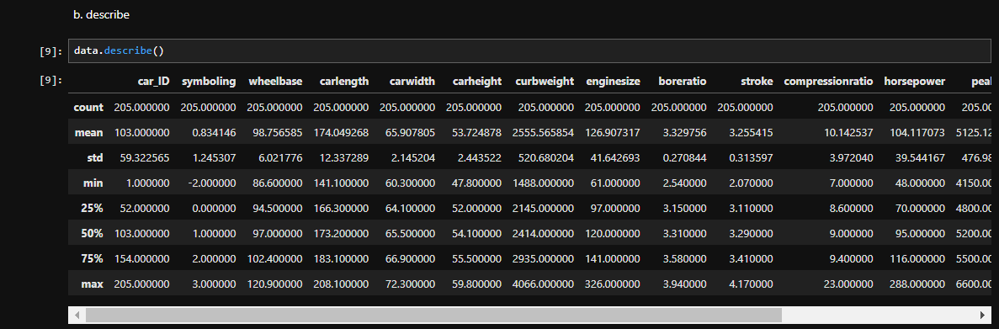 b. describe
[9]: data.describe()
[9]: car_ID symboling wheelbase carlength carwidth carheight curbweight enginesize boreratio stroke compressionratio horsepower peal
count 205.000000 205.000000 205.000000 205.000000 205.000000 205.000000 205.000000 205.000000 205.000000 205.000000 205.000000 205.000000 205.00
mean 103.000000 0.834146 98.756585 174.049268 65.907805 53.724878 2555.565854 126.907317 3.329756 3.255415 10.142537 104.117073 5125.12
std 59.322565 1.245307 6.021776 12.337289 2.145204 2.443522 520.680204 41.642693 0.270844 0.313597 3.972040 39.544167 476.98
min 1.000000 -2.000000 86.600000 141.100000 60.300000 47.800000 1488.000000 61.000000 2.540000 2.070000 7.000000 48.000000 4150.00
25% 52.000000 0.000000 94.500000 166.300000 64.100000 52.000000 2145.000000 97.000000 3.150000 3.110000 8.600000 70.000000 4800.00
50% 103.000000 1.000000 97.000000 173.200000 65.500000 54.100000 2414.000000 120.000000 3.310000 3.290000 9.000000 95.000000 5200.00
75% 154.000000 2.000000 102.400000 183.100000 66.900000 55.500000 2935.000000 141.000000 3.580000 3.410000 9.400000 116.000000 5500.00
max 205.000000 3.000000 120.900000 208.100000 72.300000 59.800000 4066.000000 326.000000 3.940000 4.170000 23.000000 288.000000 6600.00